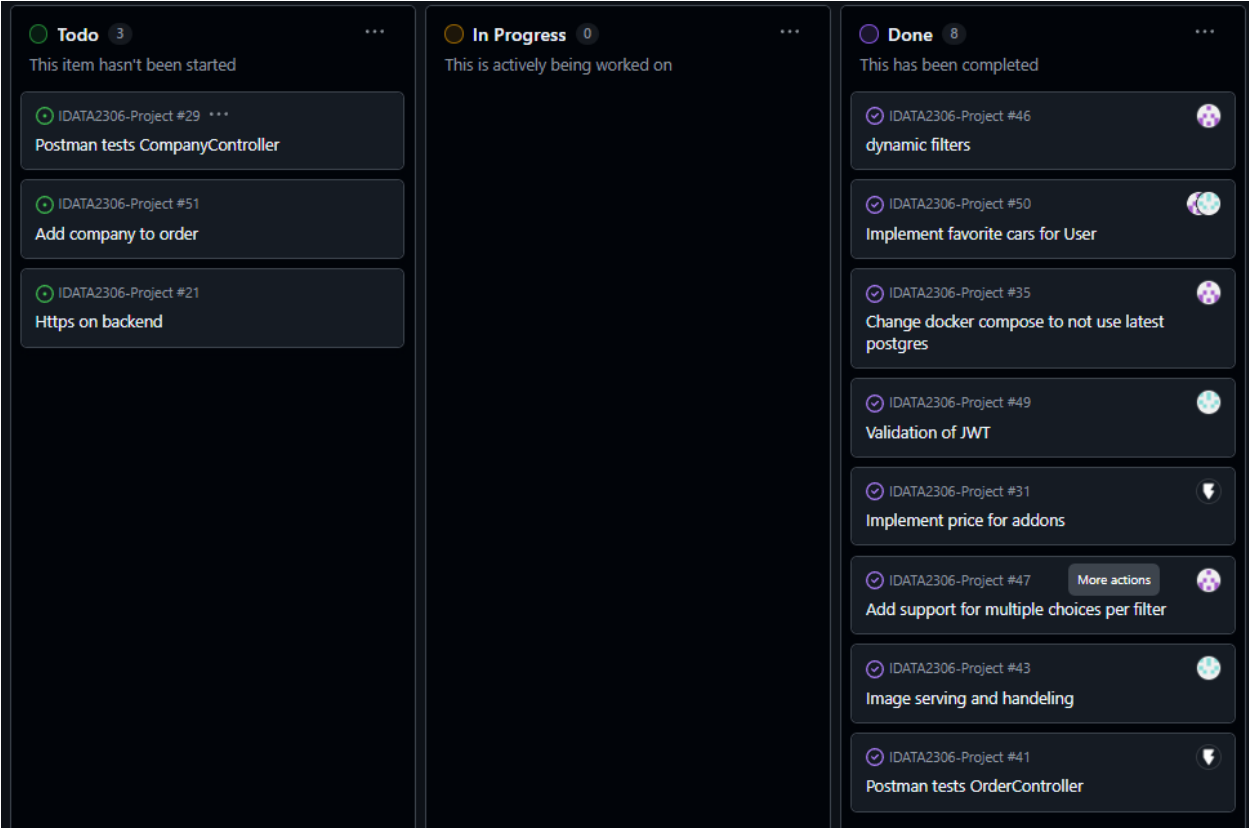 Todo 3 ...
This item hasn't been started
IDATA2306-Project #29 ...
Postman tests CompanyController
IDATA2306-Project #51
Add company to order
IDATA2306-Project #21
Https on backend
In Progress 0 ...
This is actively being worked on
Done 8 ...
This has been completed
IDATA2306-Project #46
dynamic filters
IDATA2306-Project #50
Implement favorite cars for User
IDATA2306-Project #35
Change docker compose to not use latest
postgres
IDATA2306-Project #49
Validation of JWT
IDATA2306-Project #31
Implement price for addons
IDATA2306-Project #47 More actions
Add support for multiple choices per filter
IDATA2306-Project #43
Image serving and handeling
IDATA2306-Project #41
Postman tests OrderController